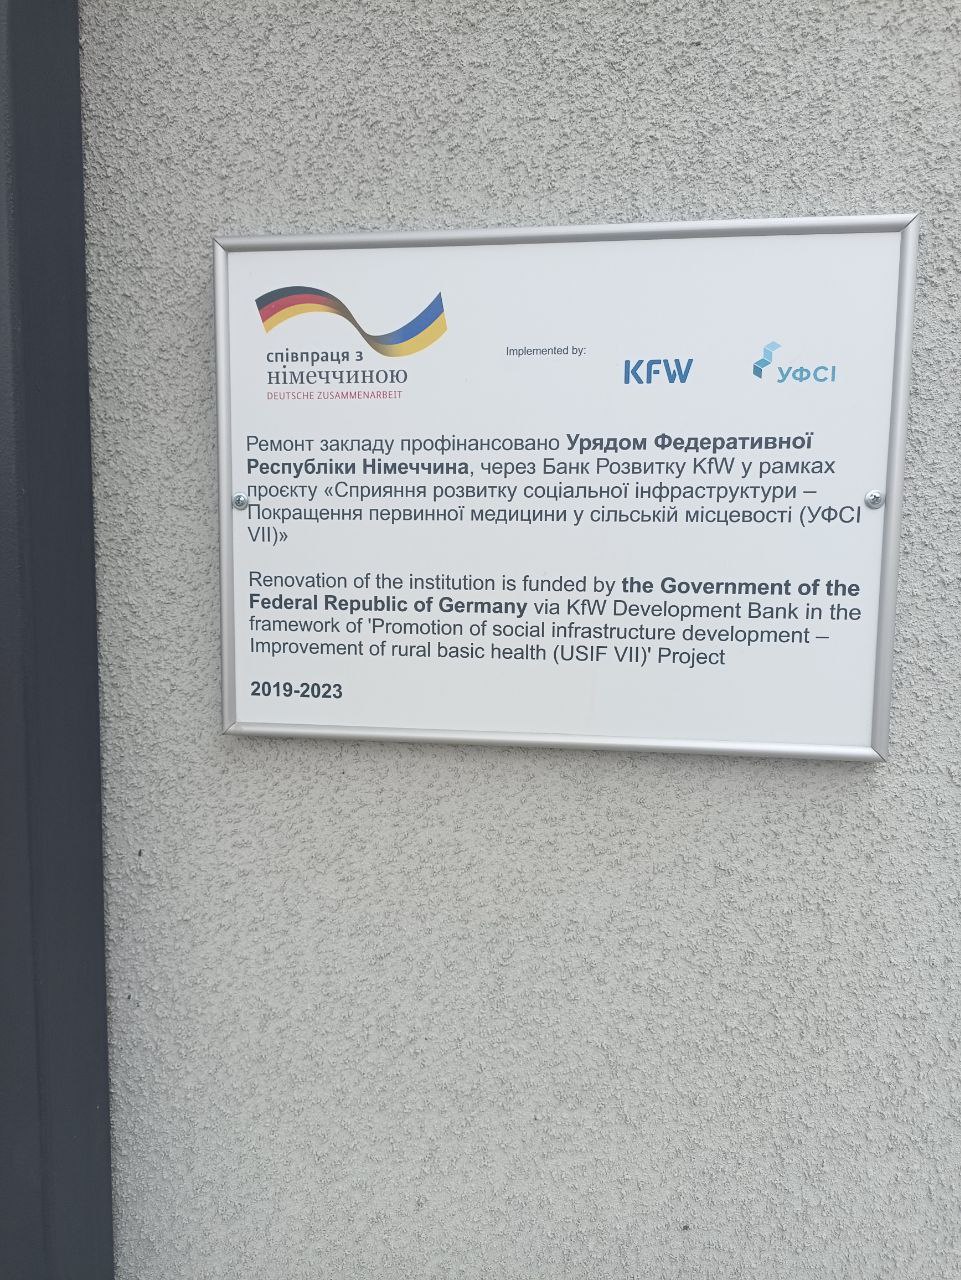 співпраця з
німеччиною
DEUTSCHE ZUSAMMENARBEIT
Implemented by:
KFW
УФСІ
Ремонт закладу профінансовано Урядом Федеративної
Республіки Німеччина, через Банк Розвитку KfW у рамках
проєкту «Сприяння розвитку соціальної інфраструктури –
Покращення первинної медицини у сільській місцевості (УФСІ
VII)»
Renovation of the institution is funded by the Government of the
Federal Republic of Germany via KfW Development Bank in the
framework of 'Promotion of social infrastructure development –
Improvement of rural basic health (USIF VII)' Project
2019-2023